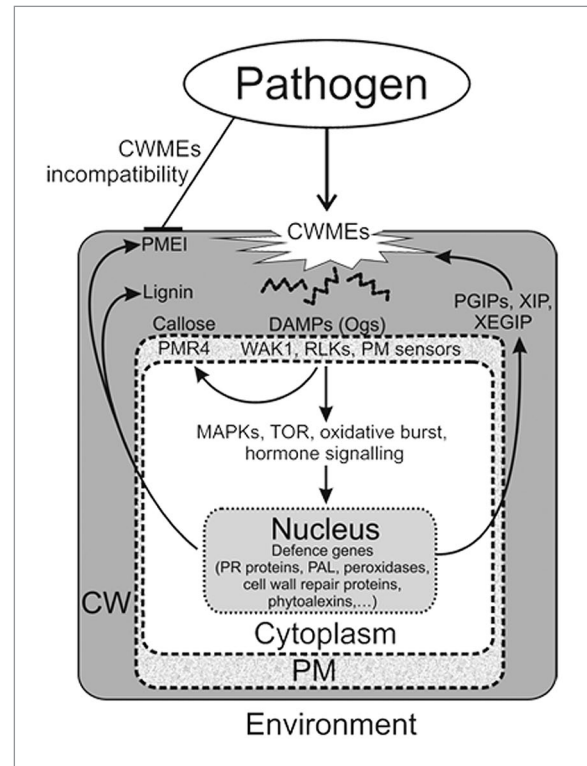 Pathogen
CWMEs
incompatibility
CWMEs
PMEI
Lignin
PGIPs, XIP,
XEGIP
Callose
DAMPs (Ogs)
PMR4
WAK1, RLKs, PM sensors
MAPKs, TOR, oxidative burst,
hormone signalling
Nucleus
Defence genes
(PR proteins, PAL, peroxidases,
cell wall repair proteins,
phytoalexins,...)
CW
Cytoplasm
PM
Environment